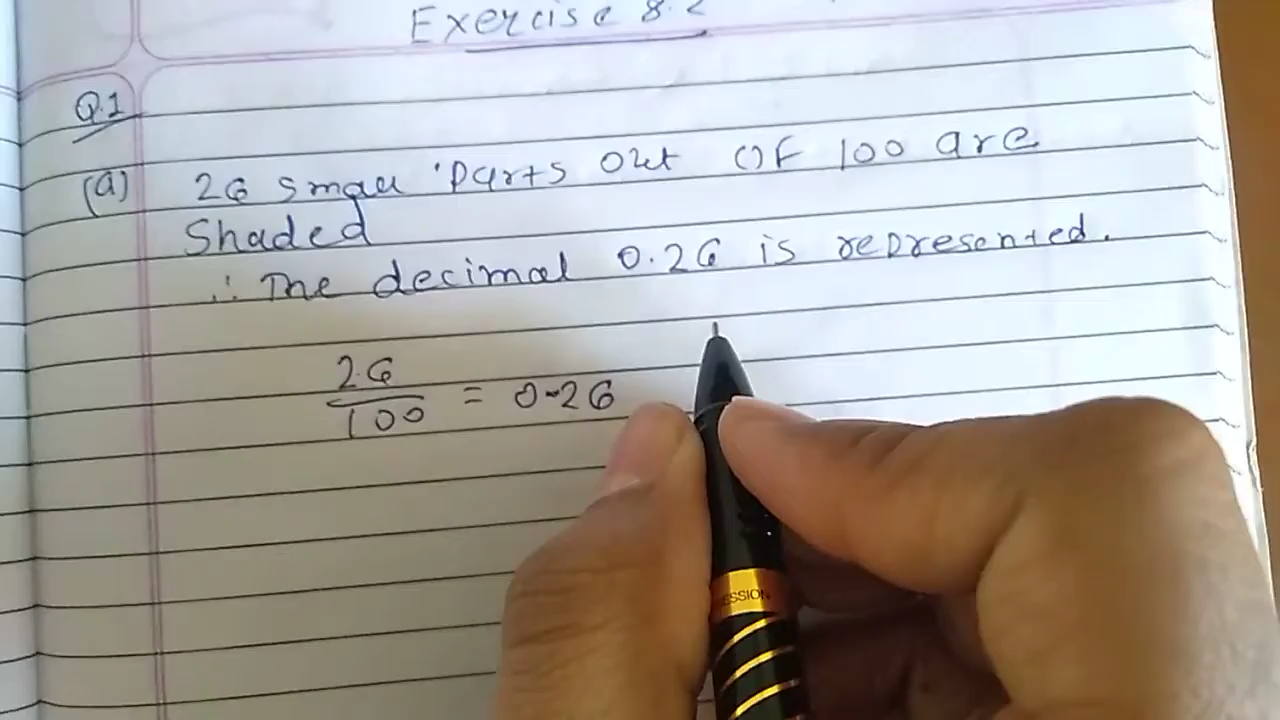 Exercise 8.2
Q.1
(a) 26 small parts out OF 100 are
Shaded
∴ The decimal 0.26 is represented.
26
100 = 0.26
ESSION